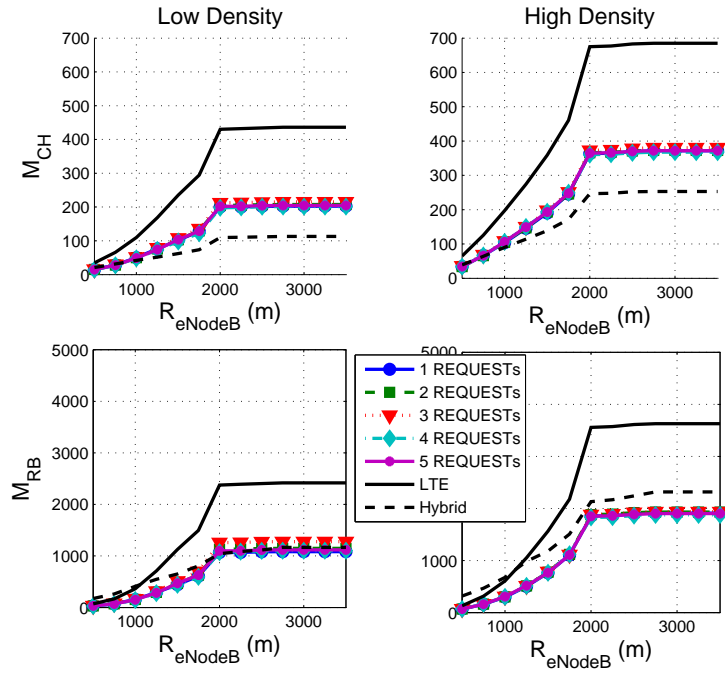 Low Density
High Density
700
600
500
400
300
200
100
0
M_CH
1000 2000 3000
R_eNodeB (m)
700
600
500
400
300
200
100
0
1000 2000 3000
R_eNodeB (m)
5000
4000
3000
2000
1000
0
M_RB
1000 2000 3000
R_eNodeB (m)
1 REQUESTs
2 REQUESTs
3 REQUESTs
4 REQUESTs
5 REQUESTs
LTE
Hybrid
5000
1000
0
1000 2000 3000
R_eNodeB (m)